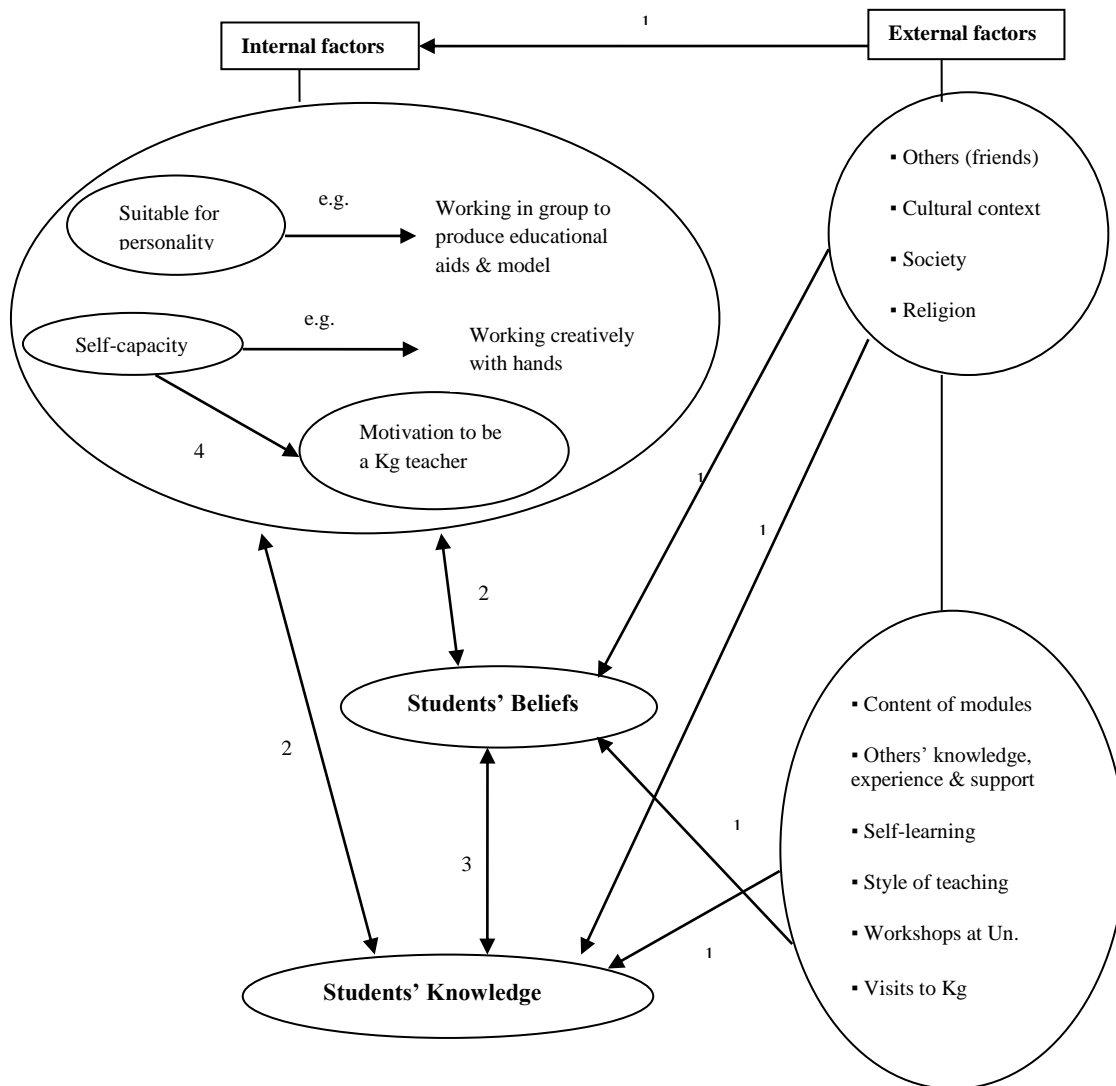 1
Internal factors
External factors
▪ Others (friends)
▪ Cultural context
▪ Society
▪ Religion
Suitable for
personality
e.g.
Working in group to
produce educational
aids & model
Self-capacity
e.g.
Working creatively
with hands
4
Motivation to be
a Kg teacher
1
1
2
2
Students’ Beliefs
▪ Content of modules
▪ Others’ knowledge,
experience & support
▪ Self-learning
▪ Style of teaching
▪ Workshops at Un.
▪ Visits to Kg
1
3
1
Students’ Knowledge